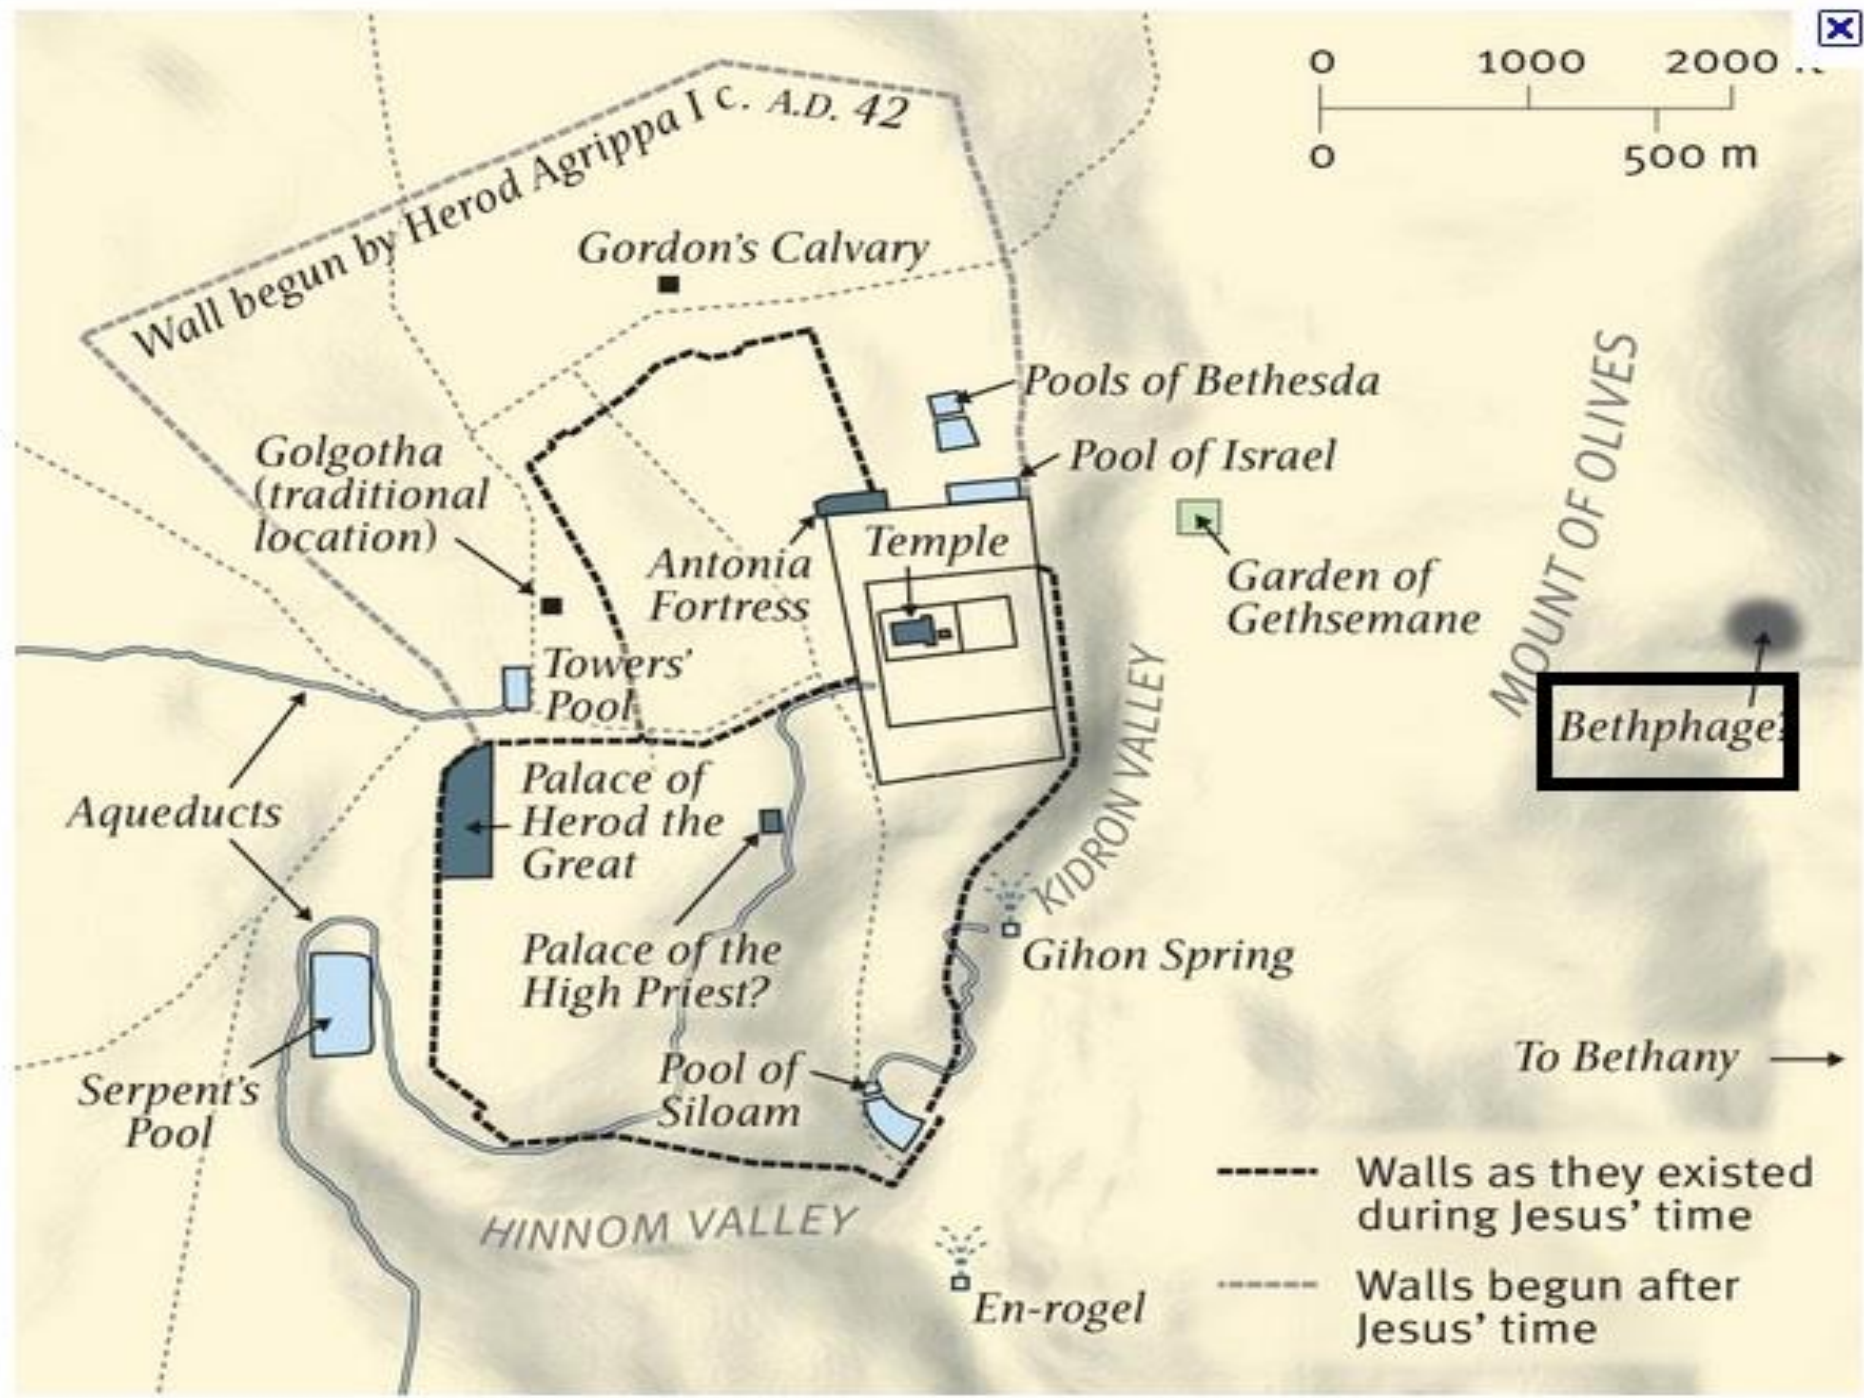 0 1000 2000
0 500 m
Wall begun by Herod Agrippa I c. A.D. 42
Gordon's Calvary
Pools of Bethesda
Pool of Israel
Golgotha
(traditional
location)
Antonia
Fortress
Temple
Garden of
Gethsemane
MOUNT OF OLIVES
Bethphage?
Towers'
Pool
KIDRON VALLEY
Aqueducts
Palace of
Herod the
Great
Palace of the
High Priest?
Gihon Spring
To Bethany
Serpent's
Pool
Pool of
Siloam
HINNOM VALLEY
En-rogel
Walls as they existed
during Jesus' time
Walls begun after
Jesus' time